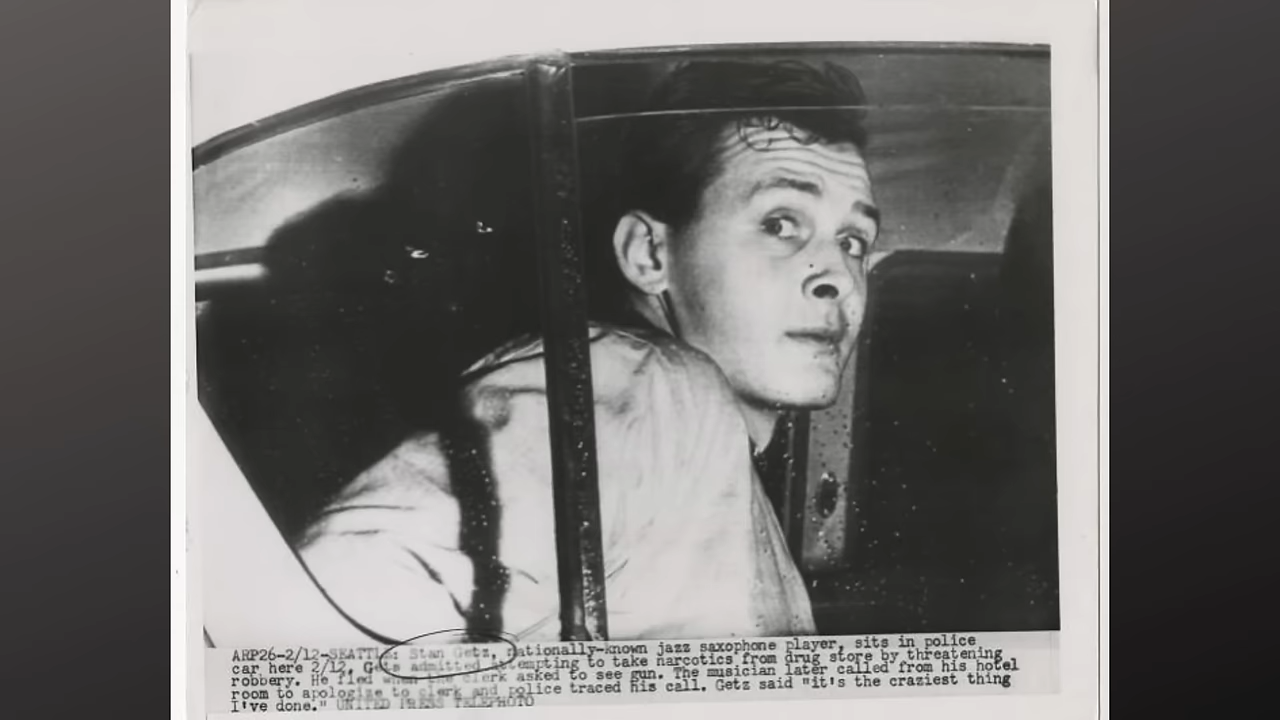 ARP26-2/12-SEATTLE: Stan Getz, nationally-known jazz saxophone player, sits in police
car here 2/12. Gets admitted attempting to take narcotics from drug store by threatening
robbery. He fled when the clerk asked to see gun. The musician later called from his hotel
room to apologize to clerk and police traced his call. Getz said "it's the craziest thing
I've done." UNITED PRESS TELEPHOTO